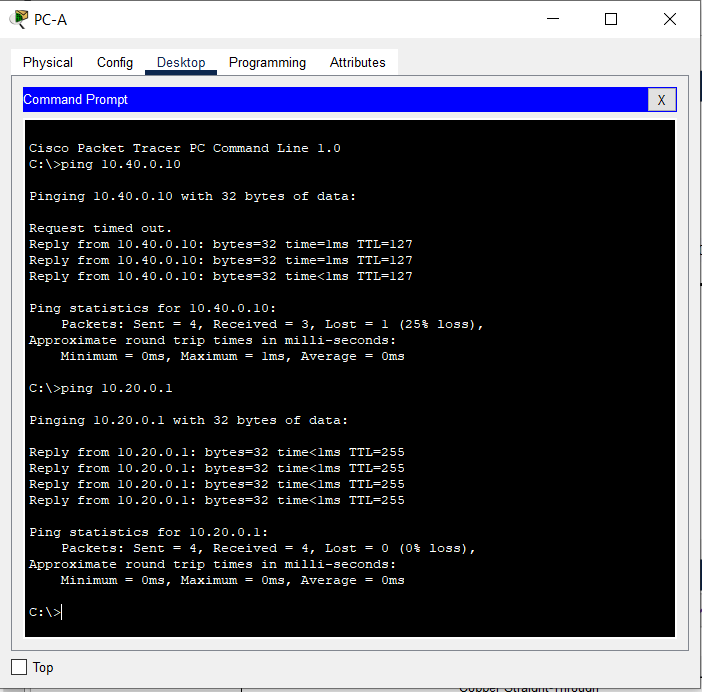 PC-A
Physical Config Desktop Programming Attributes
Command Prompt
X
Cisco Packet Tracer PC Command Line 1.0
C:\>ping 10.40.0.10
Pinging 10.40.0.10 with 32 bytes of data:
Request timed out.
Reply from 10.40.0.10: bytes=32 time=1ms TTL=127
Reply from 10.40.0.10: bytes=32 time=1ms TTL=127
Reply from 10.40.0.10: bytes=32 time<1ms TTL=127
Ping statistics for 10.40.0.10:
Packets: Sent = 4, Received = 3, Lost = 1 (25% loss),
Approximate round trip times in milli-seconds:
Minimum = 0ms, Maximum = 1ms, Average = 0ms
C:\>ping 10.20.0.1
Pinging 10.20.0.1 with 32 bytes of data:
Reply from 10.20.0.1: bytes=32 time<1ms TTL=255
Reply from 10.20.0.1: bytes=32 time<1ms TTL=255
Reply from 10.20.0.1: bytes=32 time<1ms TTL=255
Reply from 10.20.0.1: bytes=32 time<1ms TTL=255
Ping statistics for 10.20.0.1:
Packets: Sent = 4, Received = 4, Lost = 0 (0% loss),
Approximate round trip times in milli-seconds:
Minimum = 0ms, Maximum = 0ms, Average = 0ms
C:\>
Top
Copper Straight-Through